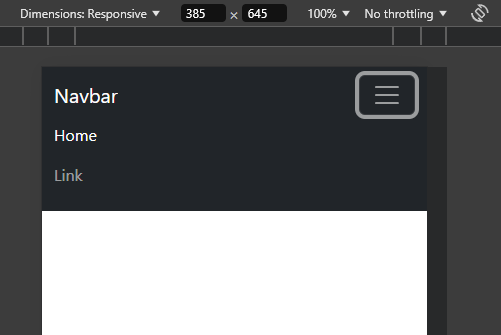 Dimensions: Responsive 385 × 645 100% No throttling
Navbar
Home
Link